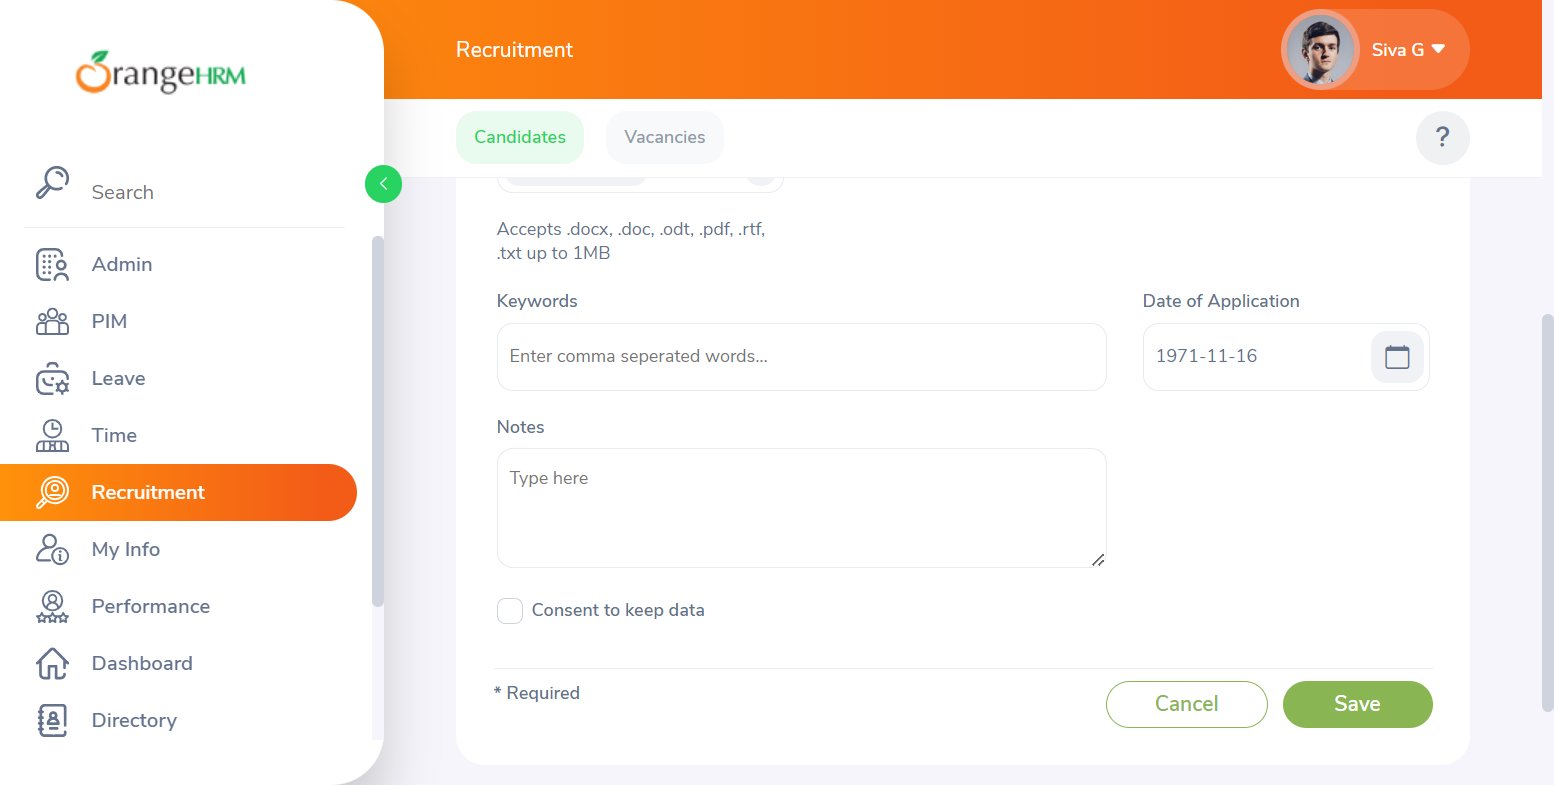 OrangeHRM
Recruitment
Siva G
Candidates
Vacancies
?
Search
Admin
PIM
Leave
Time
Recruitment
My Info
Performance
Dashboard
Directory
Accepts .docx, .doc, .odt, .pdf, .rtf,
.txt up to 1MB
Keywords
Date of Application
Enter comma seperated words...
1971-11-16
Notes
Type here
Consent to keep data
* Required
Cancel
Save